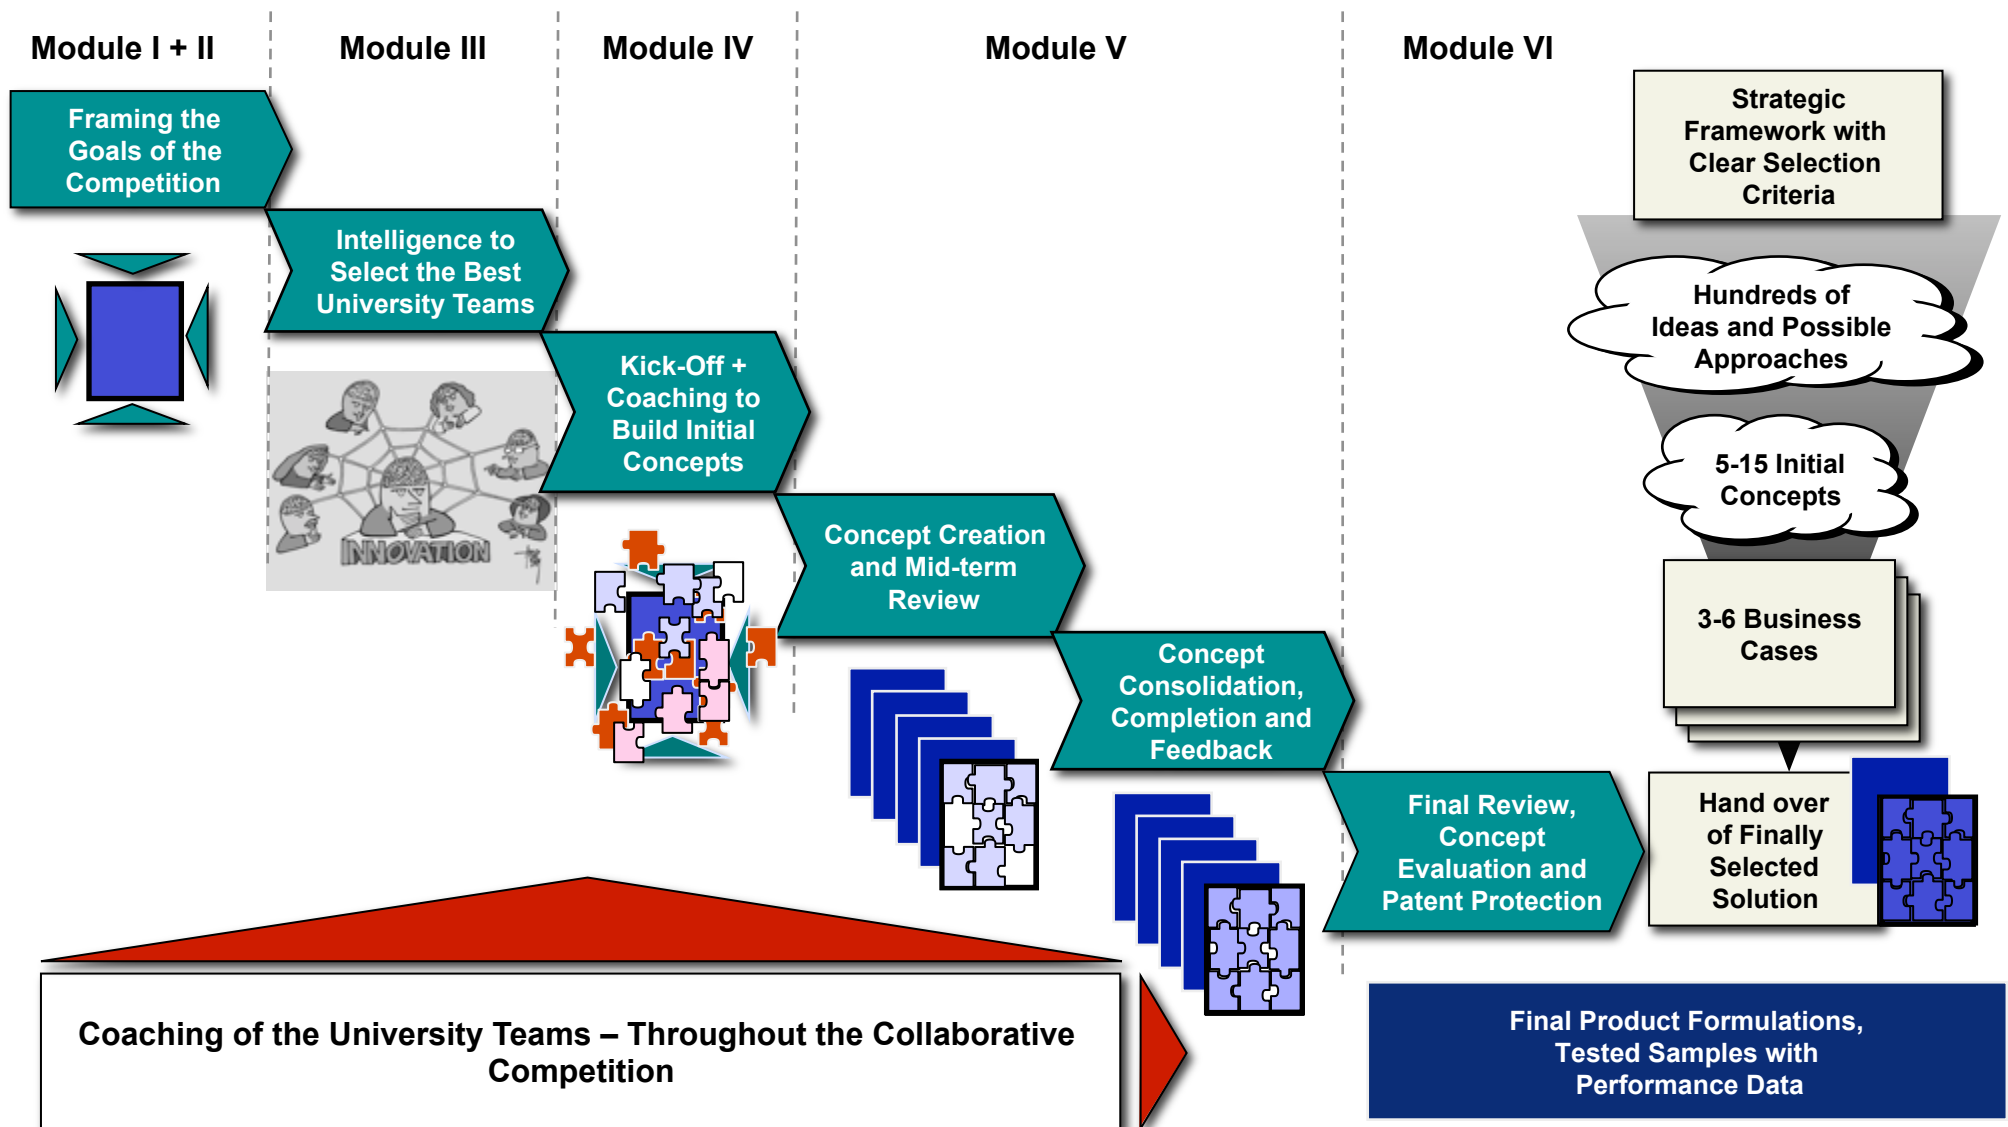 Module I + II
Module III
Module IV
Module V
Module VI
Framing the
Goals of the
Competition
Intelligence to
Select the Best
University Teams
INNOVATION
Kick-Off +
Coaching to
Build Initial
Concepts
Concept Creation
and Mid-term
Review
Concept
Consolidation,
Completion and
Feedback
Final Review,
Concept
Evaluation and
Patent Protection
Strategic
Framework with
Clear Selection
Criteria
Hundreds of
Ideas and Possible
Approaches
5-15 Initial
Concepts
3-6 Business
Cases
Hand over
of Finally
Selected
Solution
Coaching of the University Teams – Throughout the Collaborative
Competition
Final Product Formulations,
Tested Samples with
Performance Data